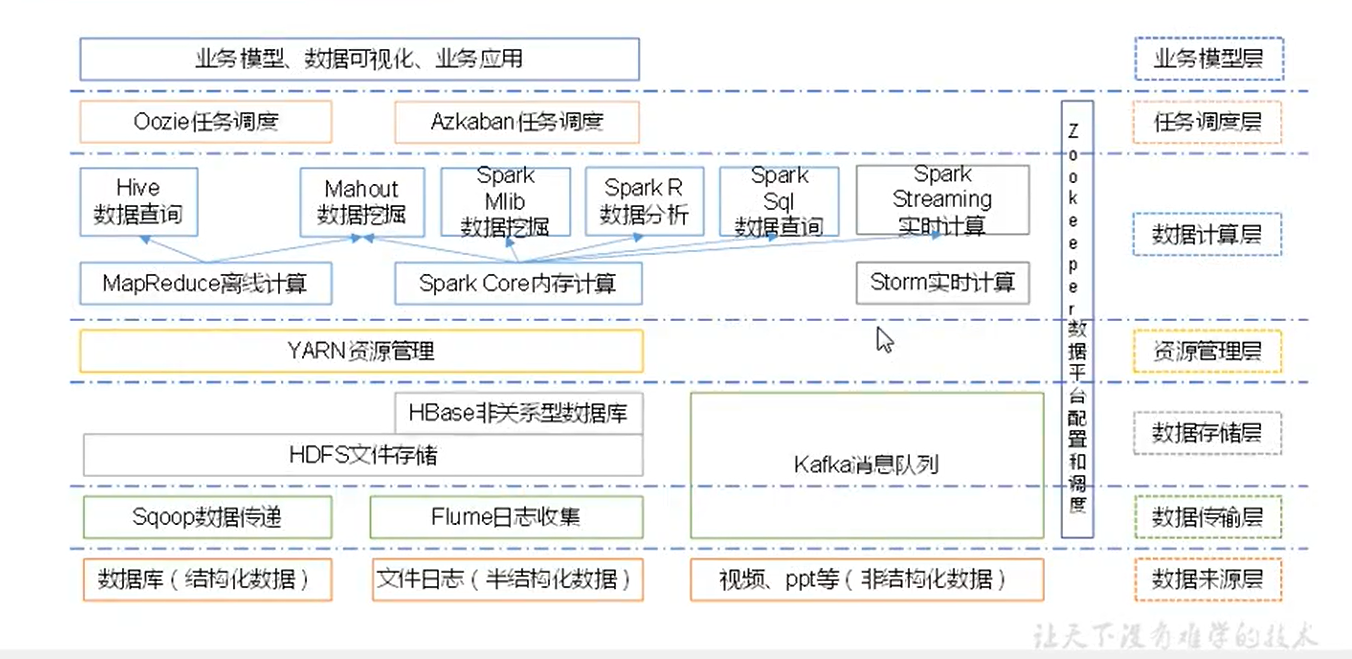 业务模型、数据可视化、业务应用
业务模型层
Oozie任务调度
Azkaban任务调度
任务调度层
Hive
数据查询
Mahout
数据挖掘
Spark
Mlib
数据挖掘
Spark R
数据分析
Spark
Sql
数据查询
Spark
Streaming
实时计算
数据计算层
MapReduce离线计算
Spark Core内存计算
Storm实时计算
Zookeeper数据平台配置和调度
YARN资源管理
资源管理层
HBase非关系型数据库
HDFS文件存储
Kafka消息队列
数据存储层
Sqoop数据传递
Flume日志收集
数据传输层
数据库（结构化数据）
文件日志（半结构化数据）
视频、ppt等（非结构化数据）
数据来源层
让天下没有难学的技术